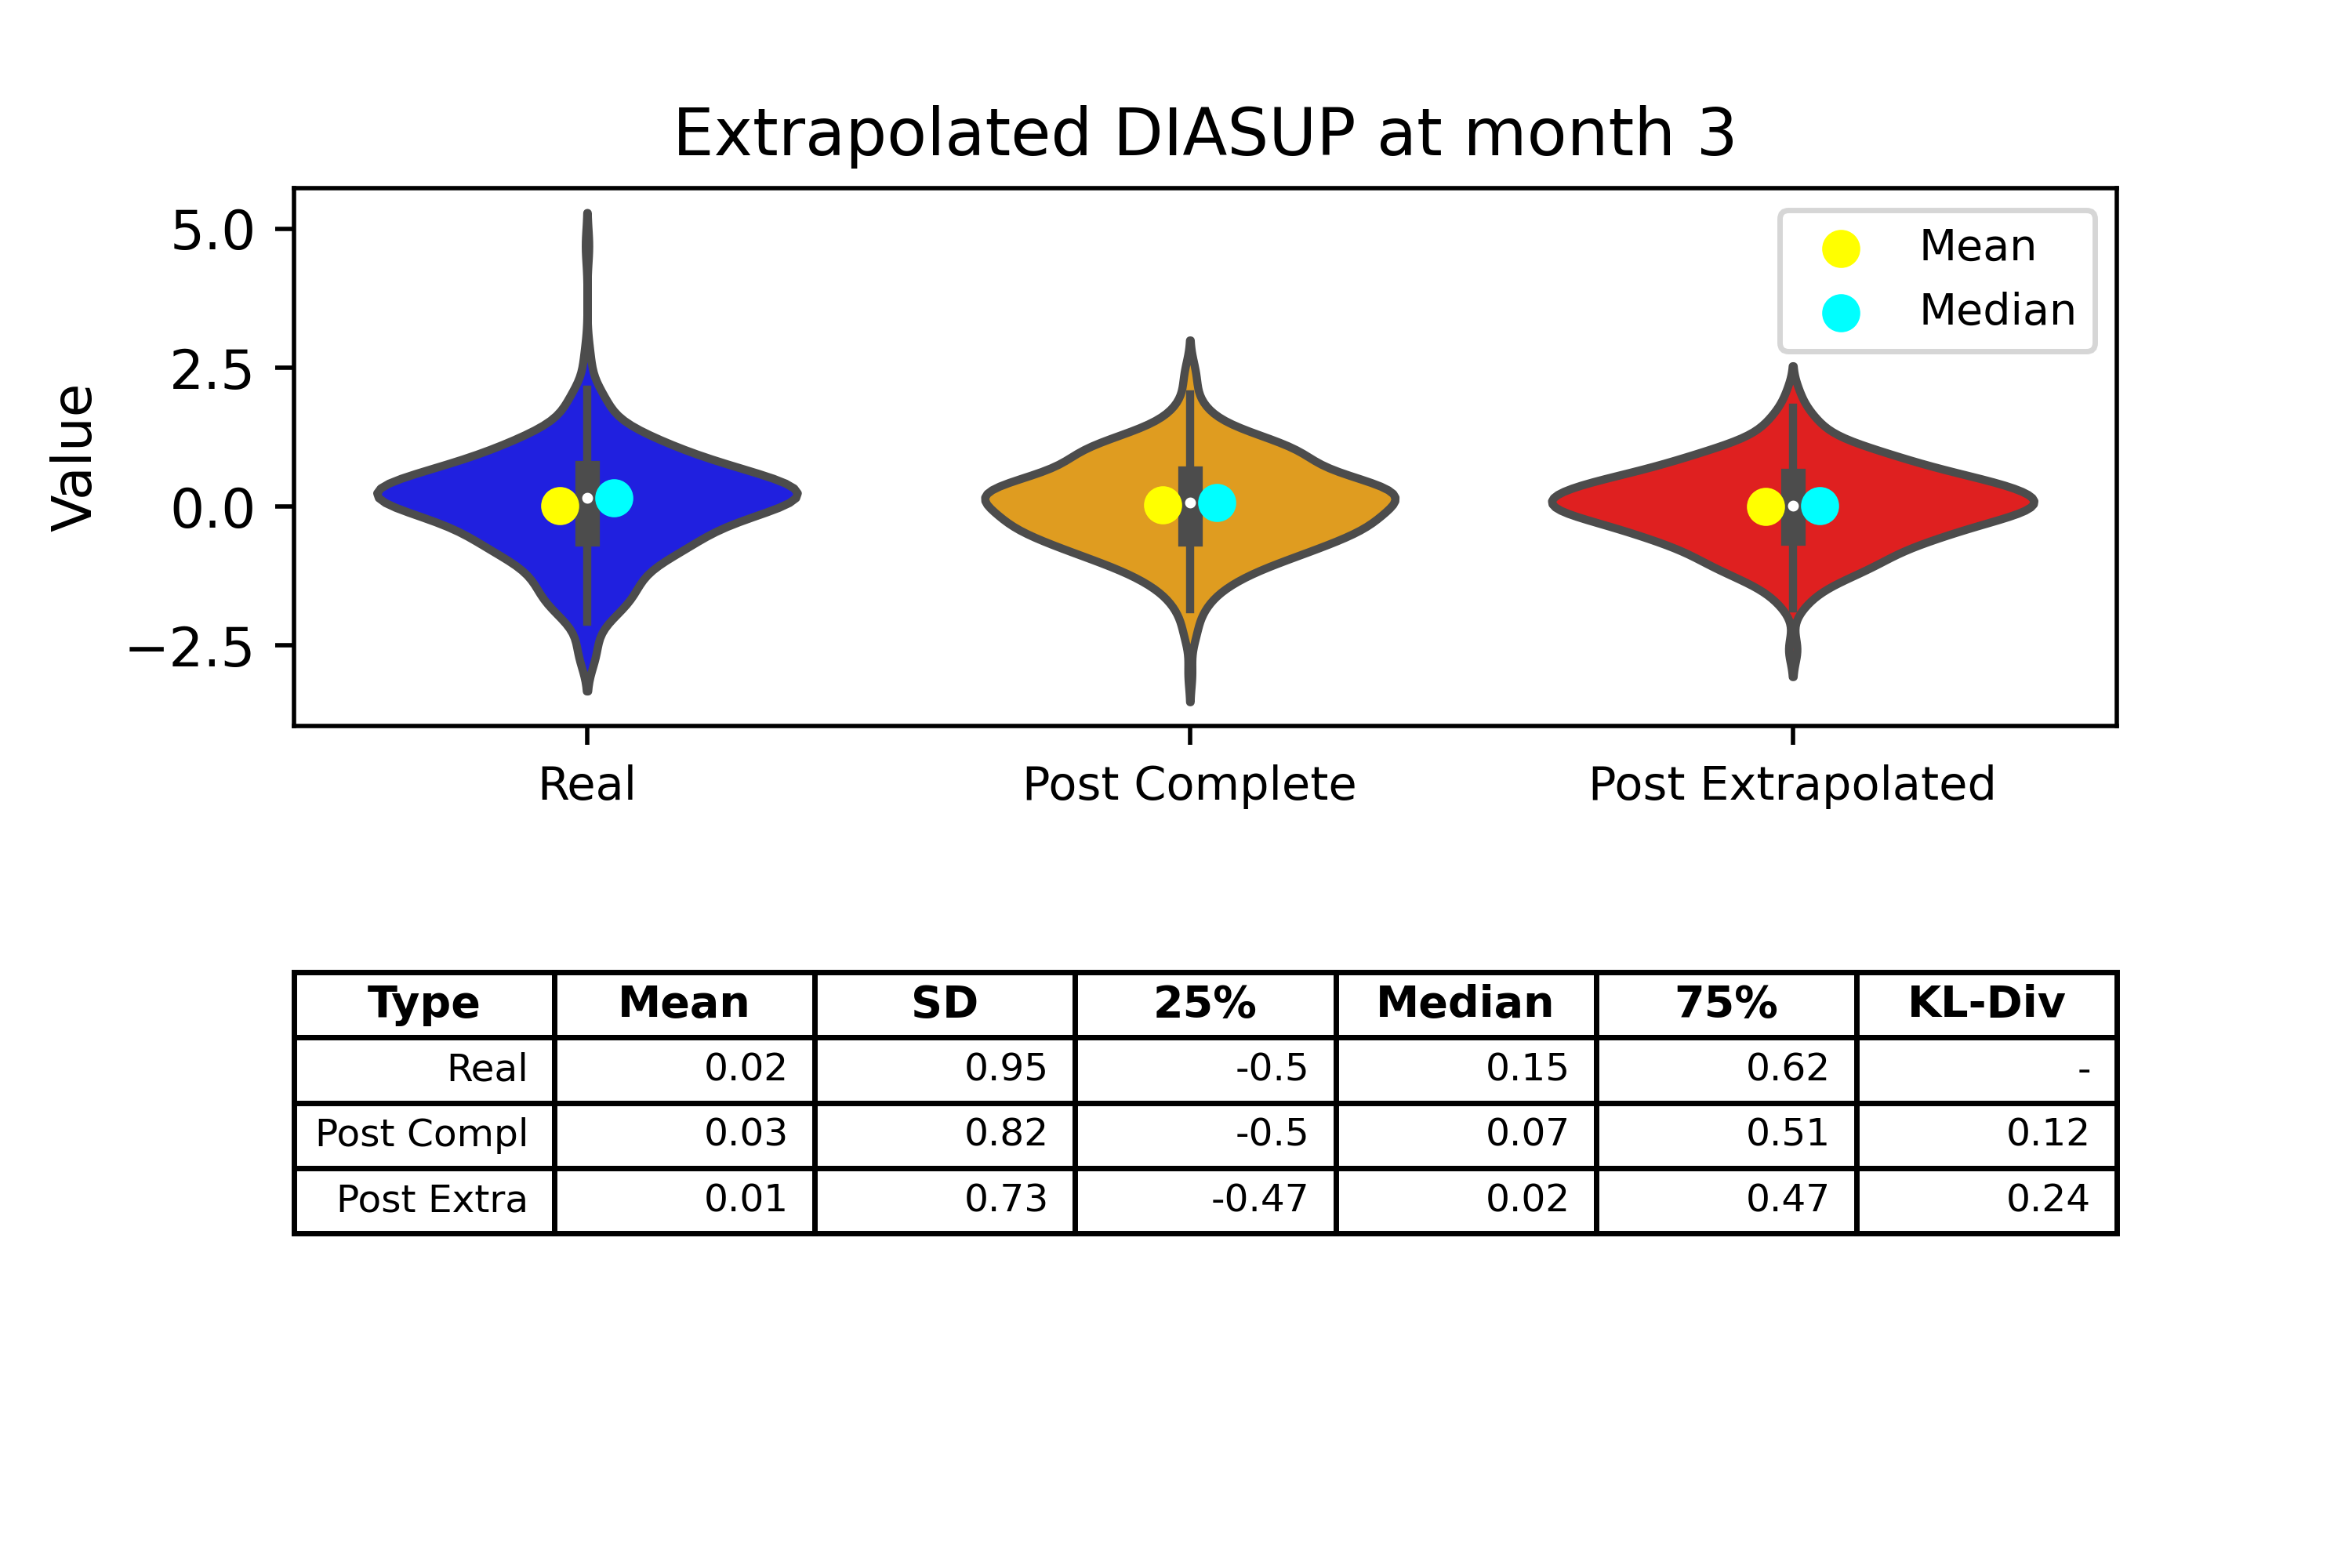 Extrapolated DIASUP at month 3
Value
5.0
2.5
0.0
−2.5
Mean
Median
Real Post Complete Post Extrapolated
Type Mean SD 25% Median 75% KL-Div
Real 0.02 0.95 -0.5 0.15 0.62 -
Post Compl 0.03 0.82 -0.5 0.07 0.51 0.12
Post Extra 0.01 0.73 -0.47 0.02 0.47 0.24